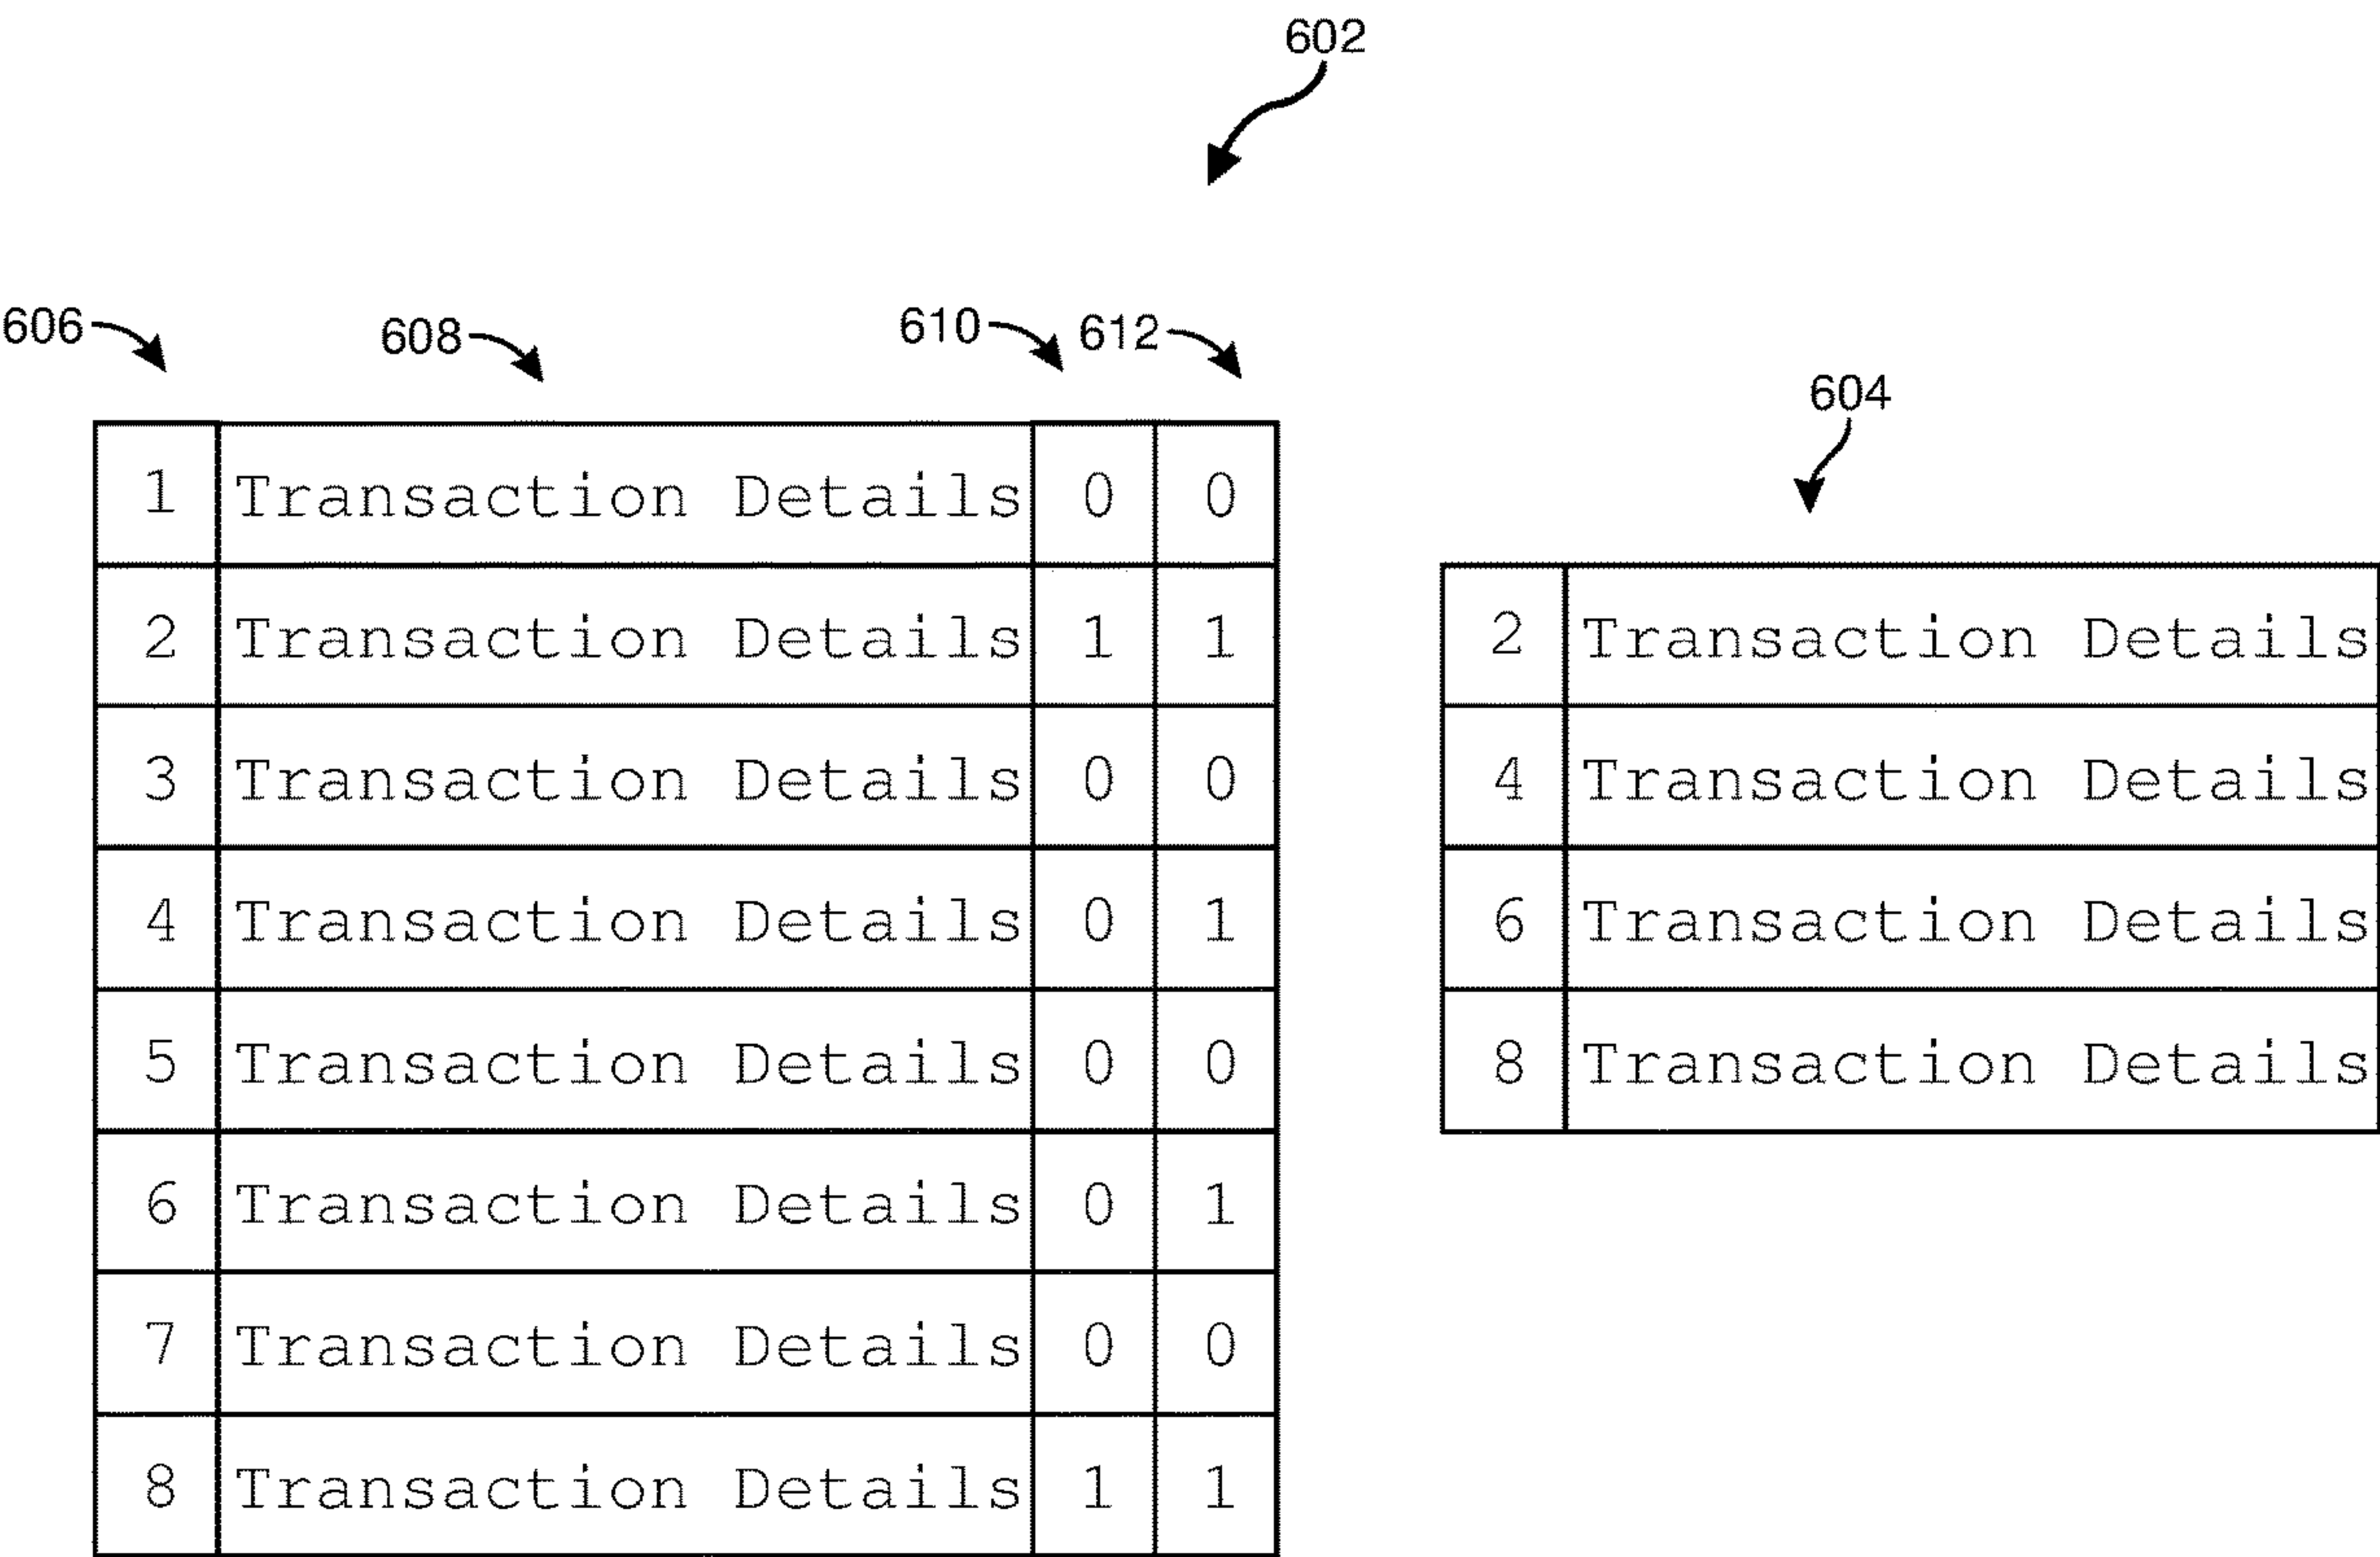 602
606 608 610 612
604
1 Transaction Details 0 0
2 Transaction Details 1 1
3 Transaction Details 0 0
4 Transaction Details 0 1
5 Transaction Details 0 0
6 Transaction Details 0 1
7 Transaction Details 0 0
8 Transaction Details 1 1
2 Transaction Details
4 Transaction Details
6 Transaction Details
8 Transaction Details